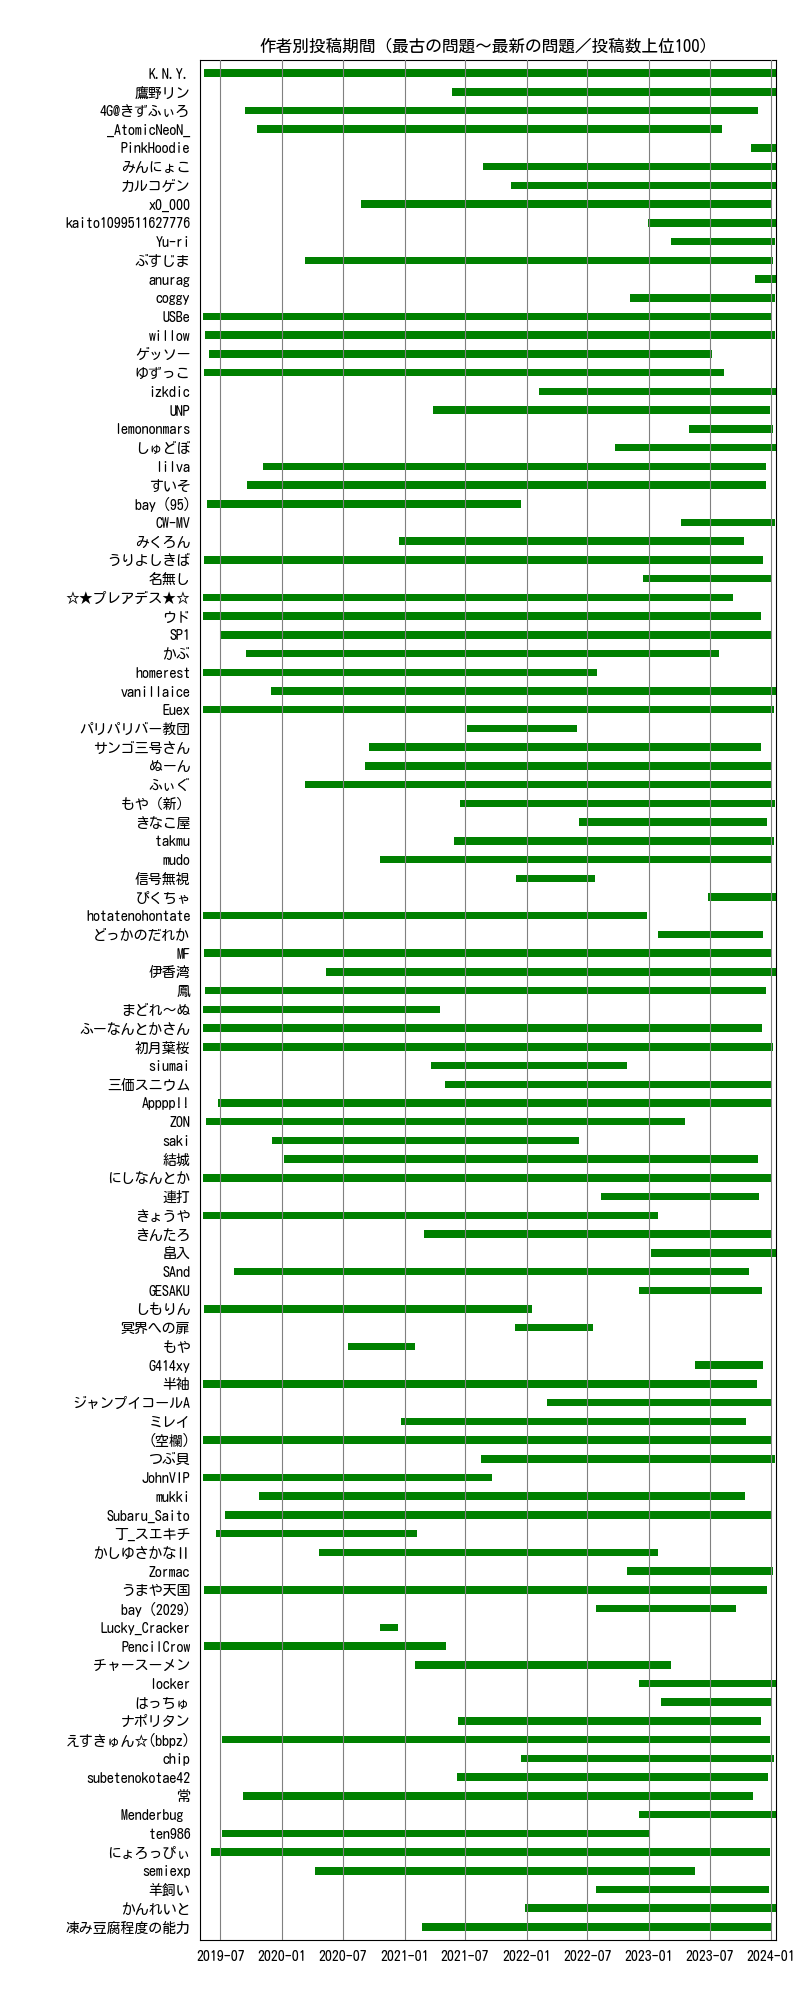 作者別投稿期間（最古の問題～最新の問題／投稿数上位100）
K.N.Y.
鷹野リン
4G@きずふぃろ
_AtomicNeoN_
PinkHoodie
みんにょこ
カルコゲン
x0_000
kaito1099511627776
Yu-ri
ぶすじま
anurag
coggy
USBe
willow
ゲッソー
ゆずっこ
izkdic
UNP
lemononmars
しゅどぼ
lilva
すいそ
bay (95)
CW-MV
みくろん
うりよしきば
名無し
☆★プレアデス★☆
ウド
SP1
かぶ
homerest
vanillaice
Euex
パリパリバー教団
サンゴ三号さん
ぬーん
ふぃぐ
もや（新）
きなこ屋
takmu
mudo
信号無視
ぴくちゃ
hotatenohontate
どっかのだれか
MF
伊香湾
鳳
まどれ～ぬ
ふーなんとかさん
初月葉桜
siumai
三価スニウム
Appppll
ZON
saki
結城
にしなんとか
連打
きょうや
きんたろ
畠入
SAnd
GESAKU
しもりん
冥界への扉
もや
G414xy
半袖
ジャンプイコールA
ミレイ
(空欄)
つぶ貝
JohnVIP
mukki
Subaru_Saito
丁_スエキチ
かしゆさかなII
Zormac
うまや天国
bay (2029)
Lucky_Cracker
PencilCrow
チャースーメン
locker
はっちゅ
ナポリタン
えすきゅん☆(bbpz)
chip
subetenokotae42
常
Menderbug
ten986
にょろっぴぃ
semiexp
羊飼い
かんれいと
凍み豆腐程度の能力
2019-07 2020-01 2020-07 2021-01 2021-07 2022-01 2022-07 2023-01 2023-07 2024-01